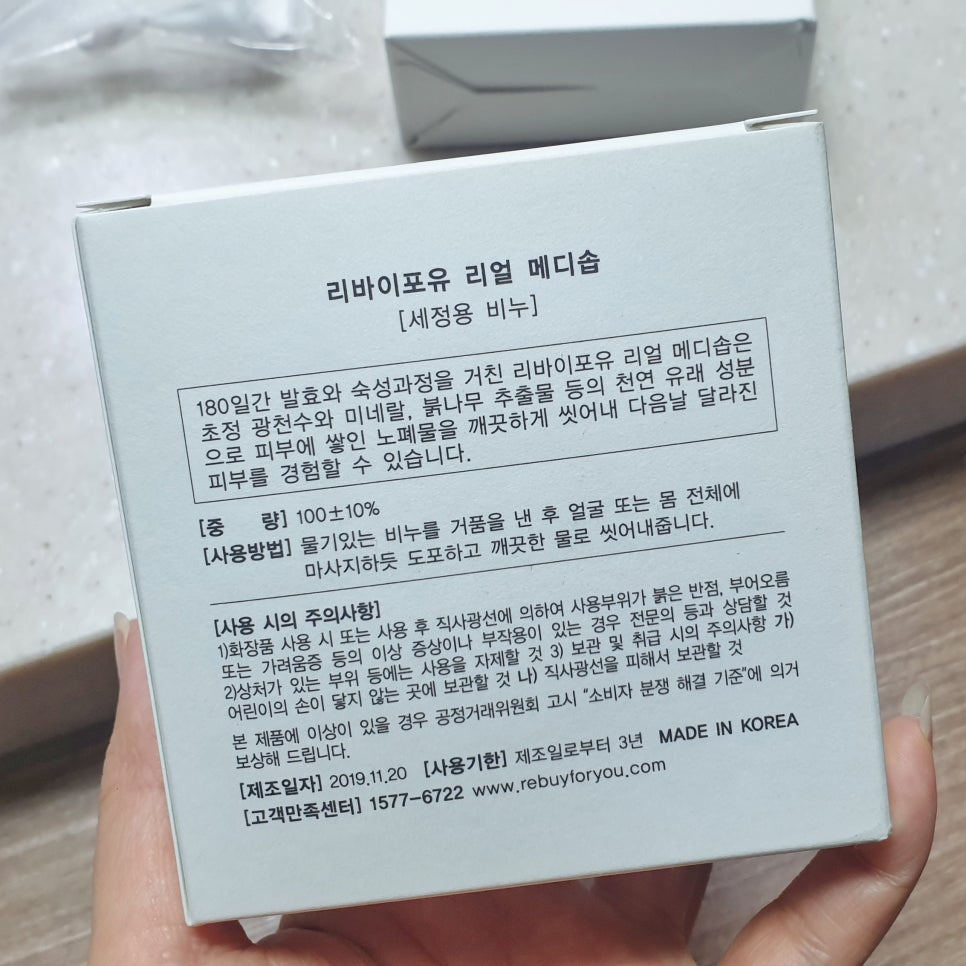 리바이포유 리얼 메디솝
[세정용 비누]
180일간 발효와 숙성과정을 거친 리바이포유 리얼 메디솝은
초정 광천수와 미네랄, 붉나무 추출물 등의 천연 유래 성분
으로 피부에 쌓인 노폐물을 깨끗하게 씻어내 다음날 달라진
피부를 경험할 수 있습니다.
[중 량] 100±10%
[사용방법] 물기있는 비누를 거품을 낸 후 얼굴 또는 몸 전체에
마사지하듯 도포하고 깨끗한 물로 씻어내줍니다.
[사용 시의 주의사항]
1)화장품 사용 시 또는 사용 후 직사광선에 의하여 사용부위가 붉은 반점, 부어오름
또는 가려움증 등의 이상 증상이나 부작용이 있는 경우 전문의 등과 상담할 것
2)상처가 있는 부위 등에는 사용을 자제할 것 3) 보관 및 취급 시의 주의사항 가)
어린이의 손이 닿지 않는 곳에 보관할 것 나) 직사광선을 피해서 보관할 것
본 제품에 이상이 있을 경우 공정거래위원회 고시 "소비자 분쟁 해결 기준"에 의거
보상해 드립니다.
[제조일자] 2019.11.20 [사용기한] 제조일로부터 3년 MADE IN KOREA
[고객만족센터] 1577-6722 www.rebuyforyou.com